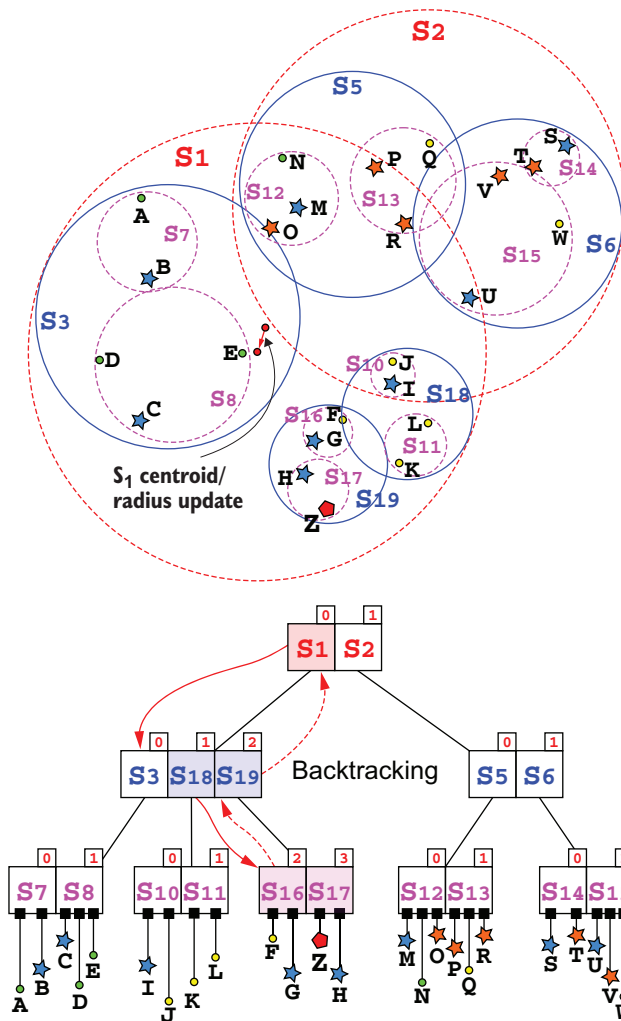 S2
S5
S1
S
N
P
Q
T
S14
S12
V
A
M
S13
S7
O
R
W
S6
B
S15
S3
U
D
E
S10
J
S8
I
S18
C
S16
F
L
G
S11
S1 centroid/
radius update
H
S17
K
S19
Z
0 1
S1 S2
0 1 2
S3 S18 S19
Backtracking
0 1
S5 S6
0 1 0 1 2 3 0 1 0
S7 S8 S10 S11 S16 S17 S12 S13 S14
A B C D E I J K L F G Z H M N O P Q R S T U V